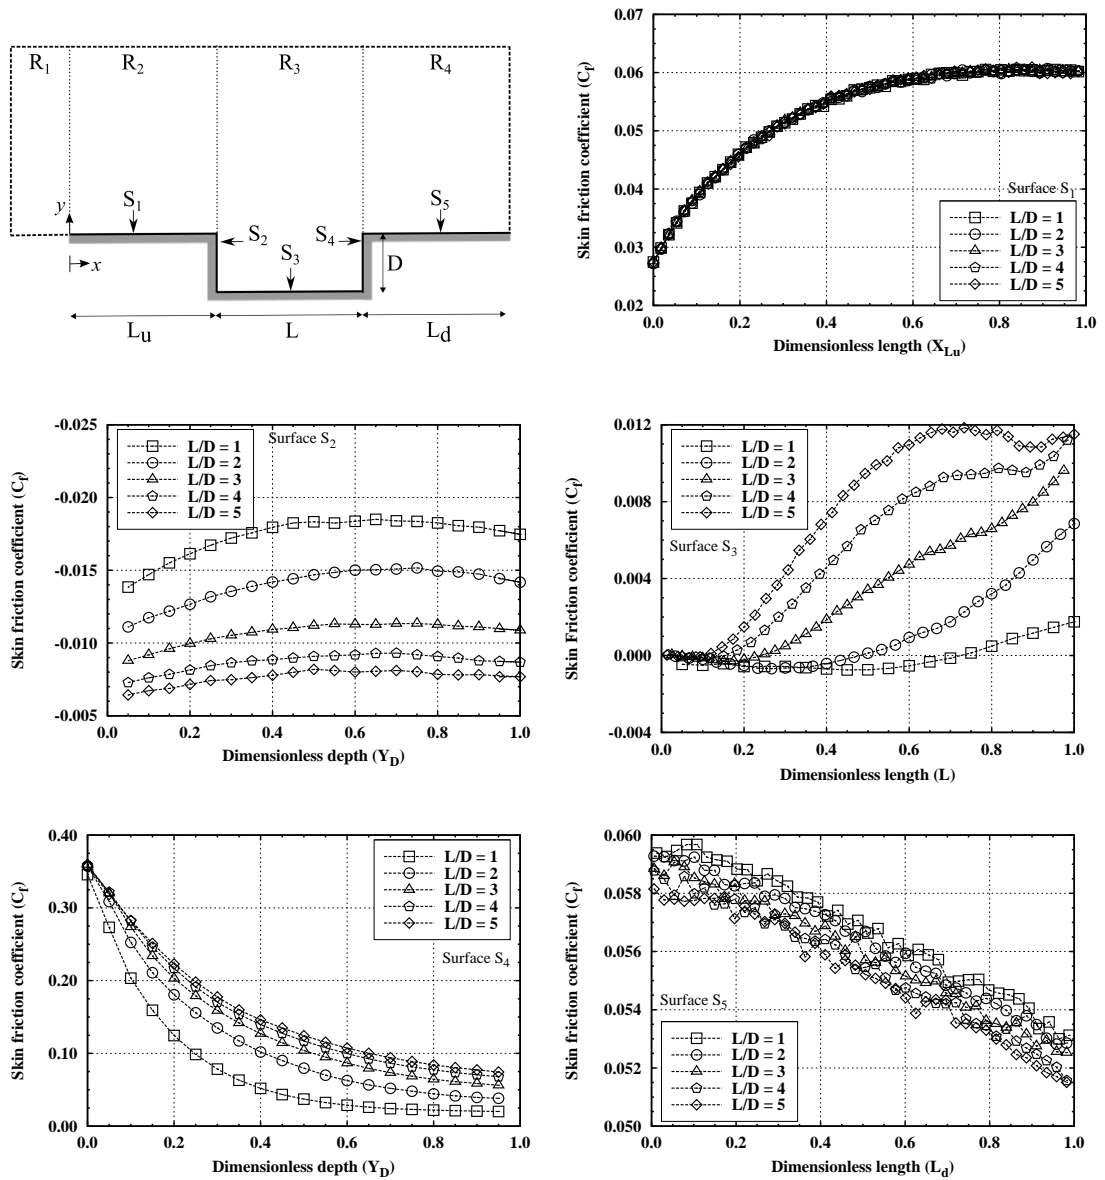 R1 R2 R3 R4
y S1 S5
S2 S4
S3
x D
Lu L Ld
0.07
0.06
0.05
0.04
0.03
0.02
Skin friction coefficient (Cf)
Surface S1
L/D = 1
L/D = 2
L/D = 3
L/D = 4
L/D = 5
0.0 0.2 0.4 0.6 0.8 1.0
Dimensionless length (XLu)
-0.025
-0.020
-0.015
-0.010
-0.005
Skin friction coefficient (Cf)
L/D = 1
L/D = 2
L/D = 3
L/D = 4
L/D = 5
Surface S2
0.0 0.2 0.4 0.6 0.8 1.0
Dimensionless depth (YD)
0.012
0.008
0.004
0.000
-0.004
Skin Friction coefficient (Cf)
L/D = 1
L/D = 2
L/D = 3
L/D = 4
L/D = 5
Surface S3
0.0 0.2 0.4 0.6 0.8 1.0
Dimensionless length (L)
0.40
0.30
0.20
0.10
0.00
Skin friction coefficient (Cf)
L/D = 1
L/D = 2
L/D = 3
L/D = 4
L/D = 5
Surface S4
0.0 0.2 0.4 0.6 0.8 1.0
Dimensionless depth (YD)
0.060
0.058
0.056
0.054
0.052
0.050
Skin friction coefficient (Cf)
Surface S5
L/D = 1
L/D = 2
L/D = 3
L/D = 4
L/D = 5
0.0 0.2 0.4 0.6 0.8 1.0
Dimensionless length (Ld)